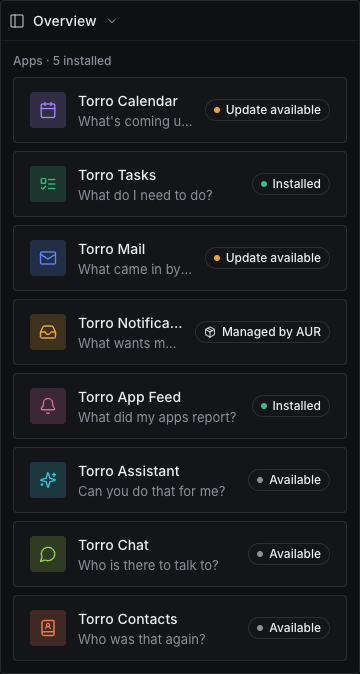 Overview
Apps · 5 installed
Torro Calendar
What's coming u...
Update available
Torro Tasks
What do I need to do?
Installed
Torro Mail
What came in by...
Update available
Torro Notifica...
What wants m...
Managed by AUR
Torro App Feed
What did my apps report?
Installed
Torro Assistant
Can you do that for me?
Available
Torro Chat
Who is there to talk to?
Available
Torro Contacts
Who was that again?
Available